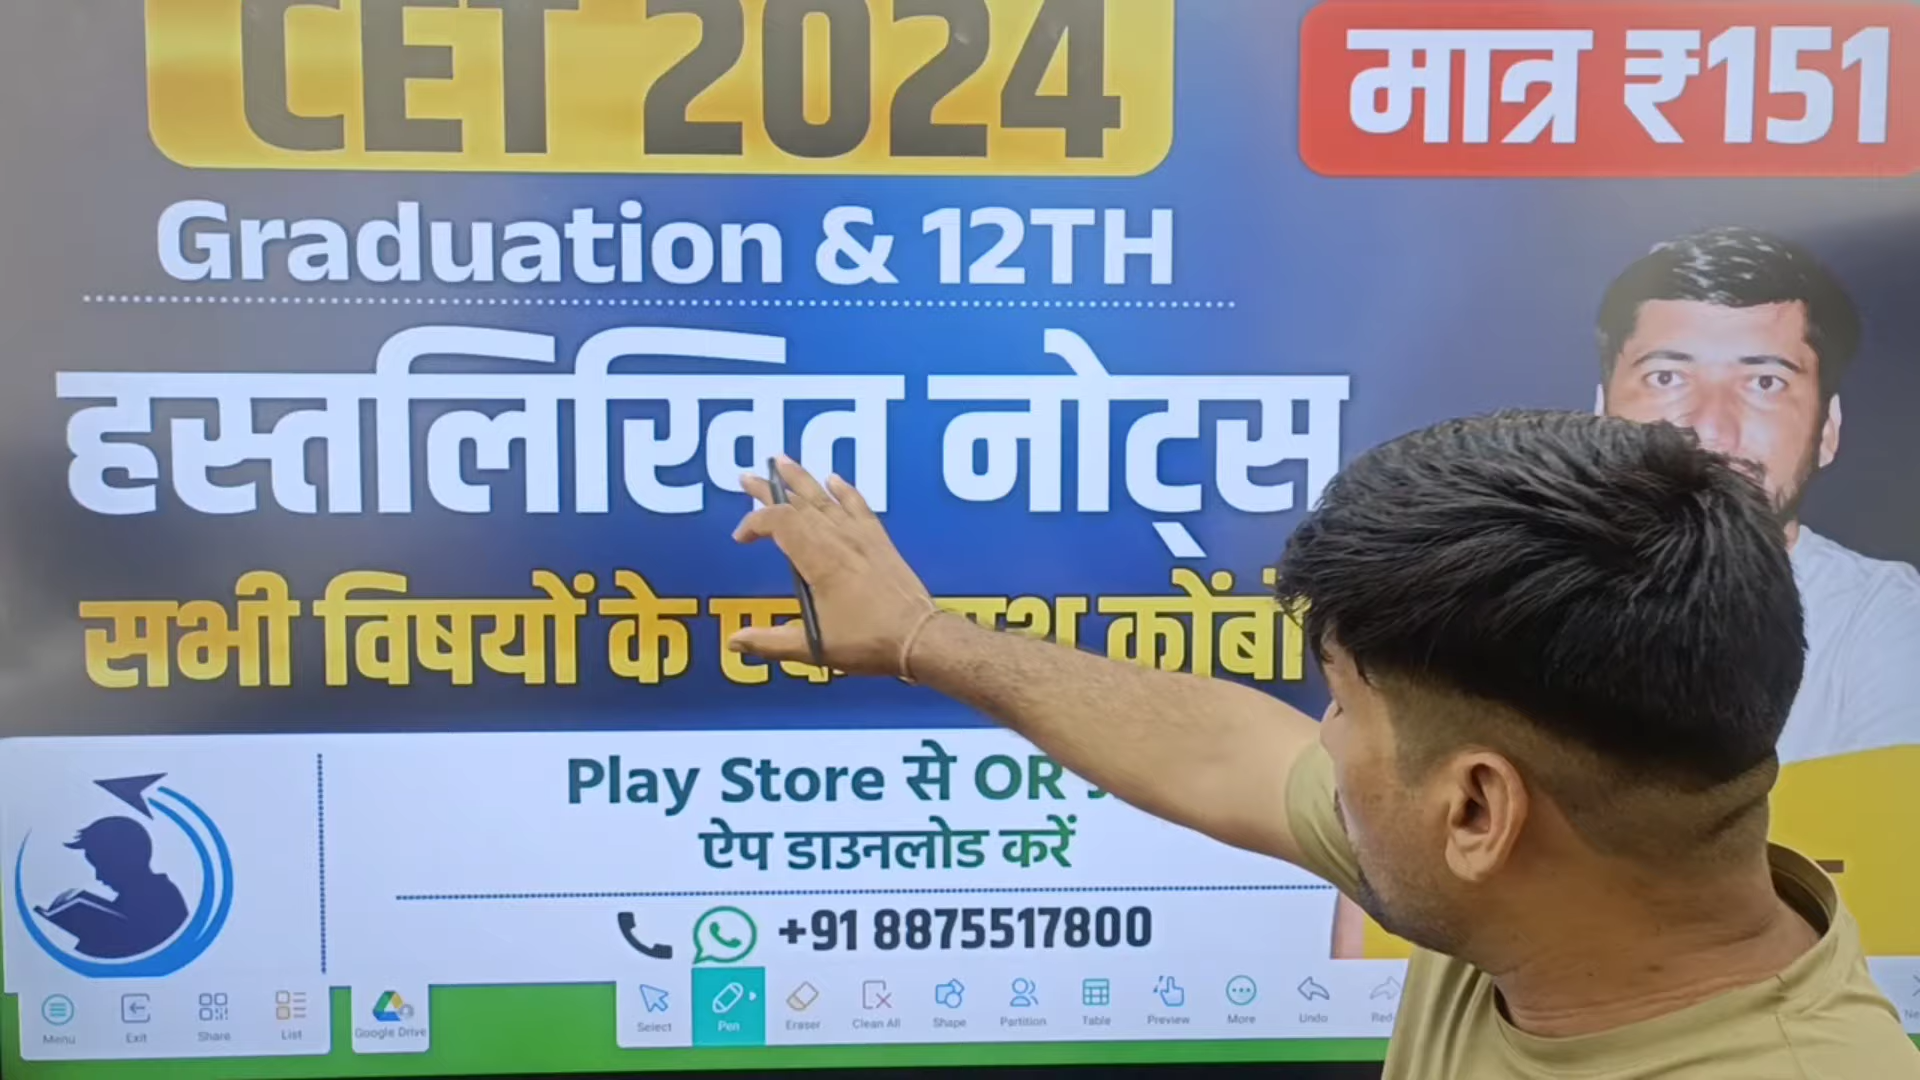 CET 2024
मात्र ₹151
Graduation & 12TH
हस्तलिखित नोट्स
सभी विषयों के
Play Store से OR
ऐप डाउनलोड करें
+91 8875517800
Menu Exit Share List Google Drive Select Pen Eraser Clean All Shape Partition Table Preview More Undo